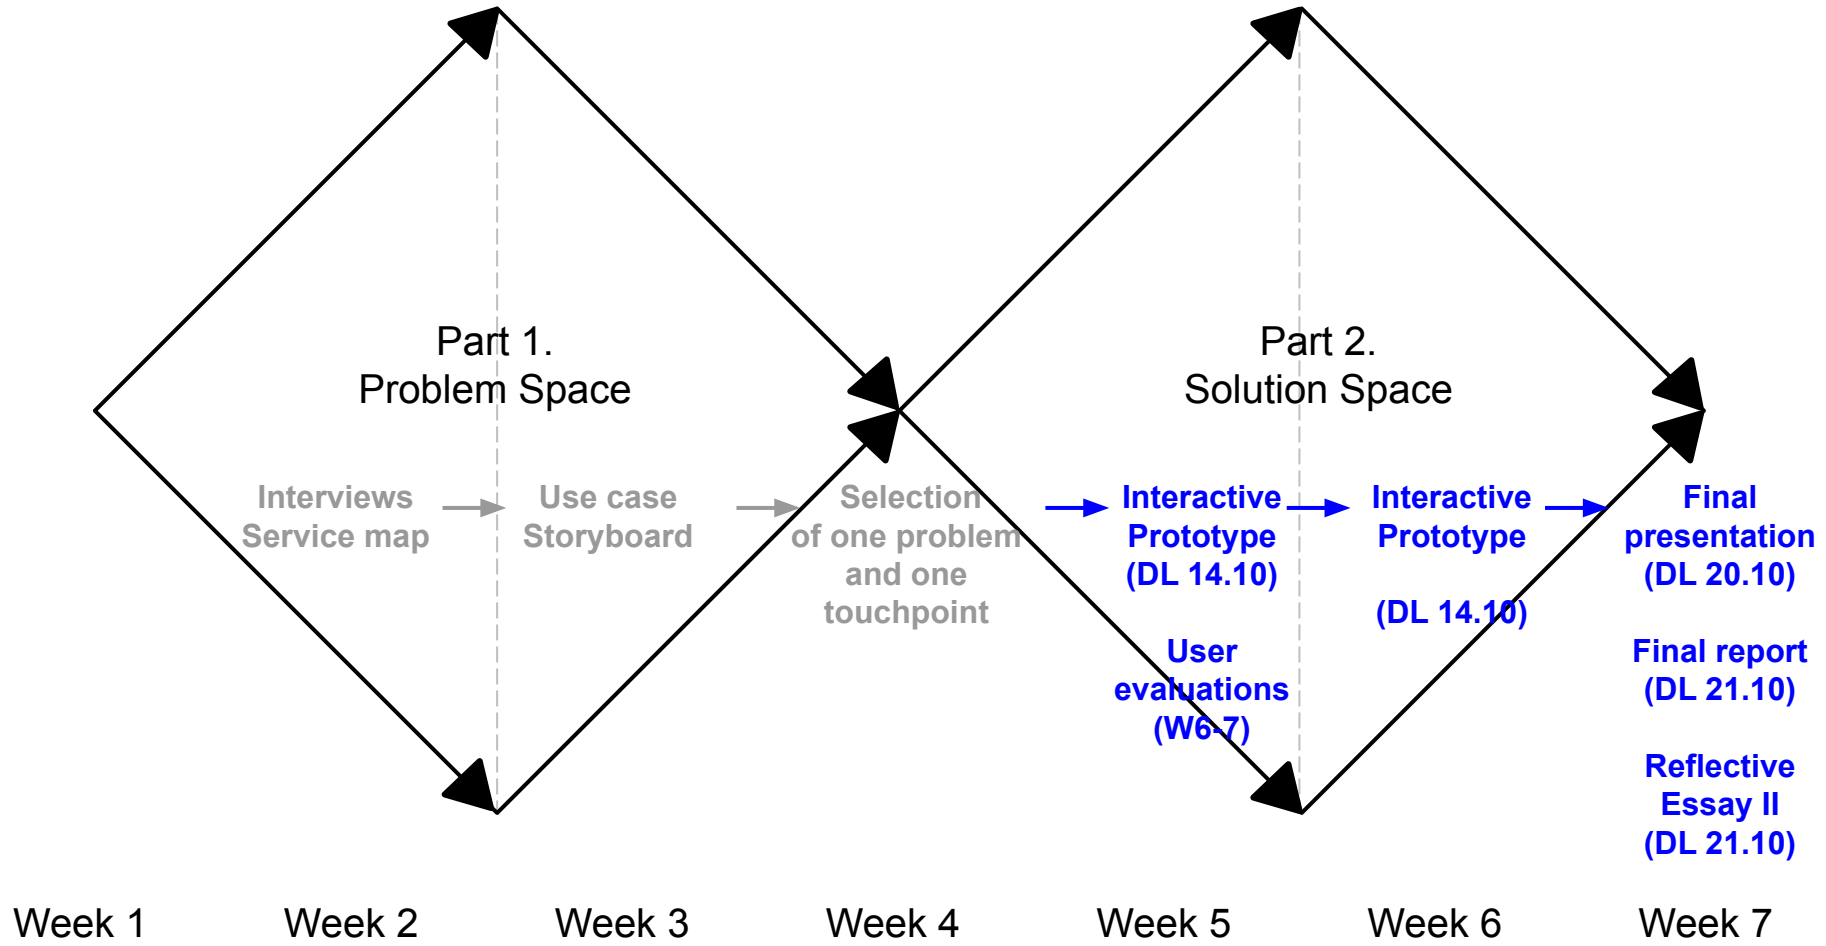 Part 1.
Problem Space
Part 2.
Solution Space
Interviews
Service map
Use case
Storyboard
Selection
of one problem
and one
touchpoint
Interactive
Prototype
(DL 14.10)
User
evaluations
(W6-7)
Interactive
Prototype
(DL 14.10)
Final
presentation
(DL 20.10)
Final report
(DL 21.10)
Reflective
Essay II
(DL 21.10)
Week 1
Week 2
Week 3
Week 4
Week 5
Week 6
Week 7